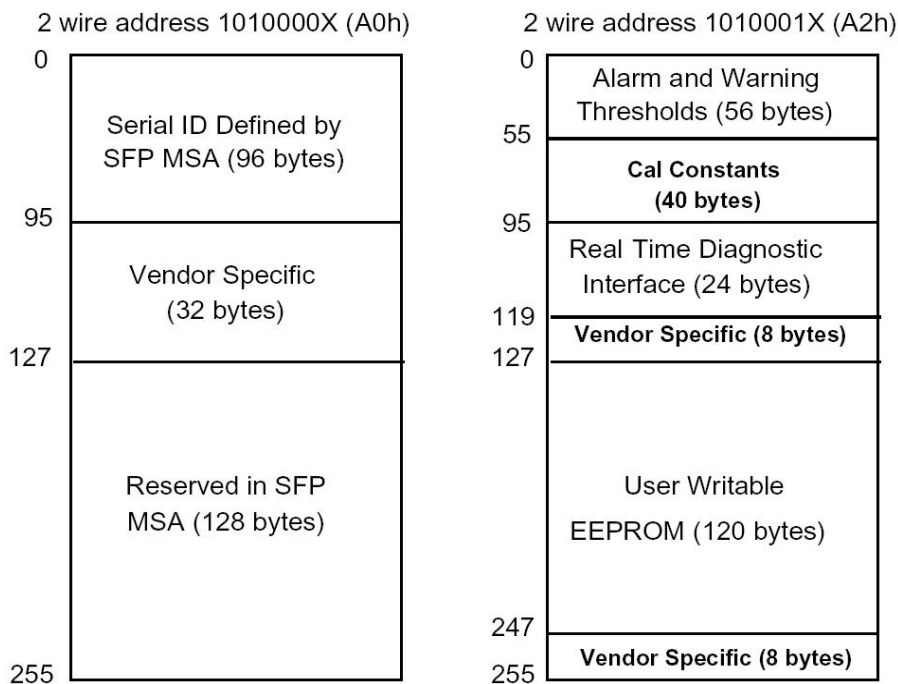 2 wire address 1010000X (A0h)
0
Serial ID Defined by
SFP MSA (96 bytes)
95
Vendor Specific
(32 bytes)
127
Reserved in SFP
MSA (128 bytes)
255
2 wire address 1010001X (A2h)
0
Alarm and Warning
Thresholds (56 bytes)
55
Cal Constants
(40 bytes)
95
Real Time Diagnostic
Interface (24 bytes)
119
Vendor Specific (8 bytes)
127
User Writable
EEPROM (120 bytes)
247
Vendor Specific (8 bytes)
255